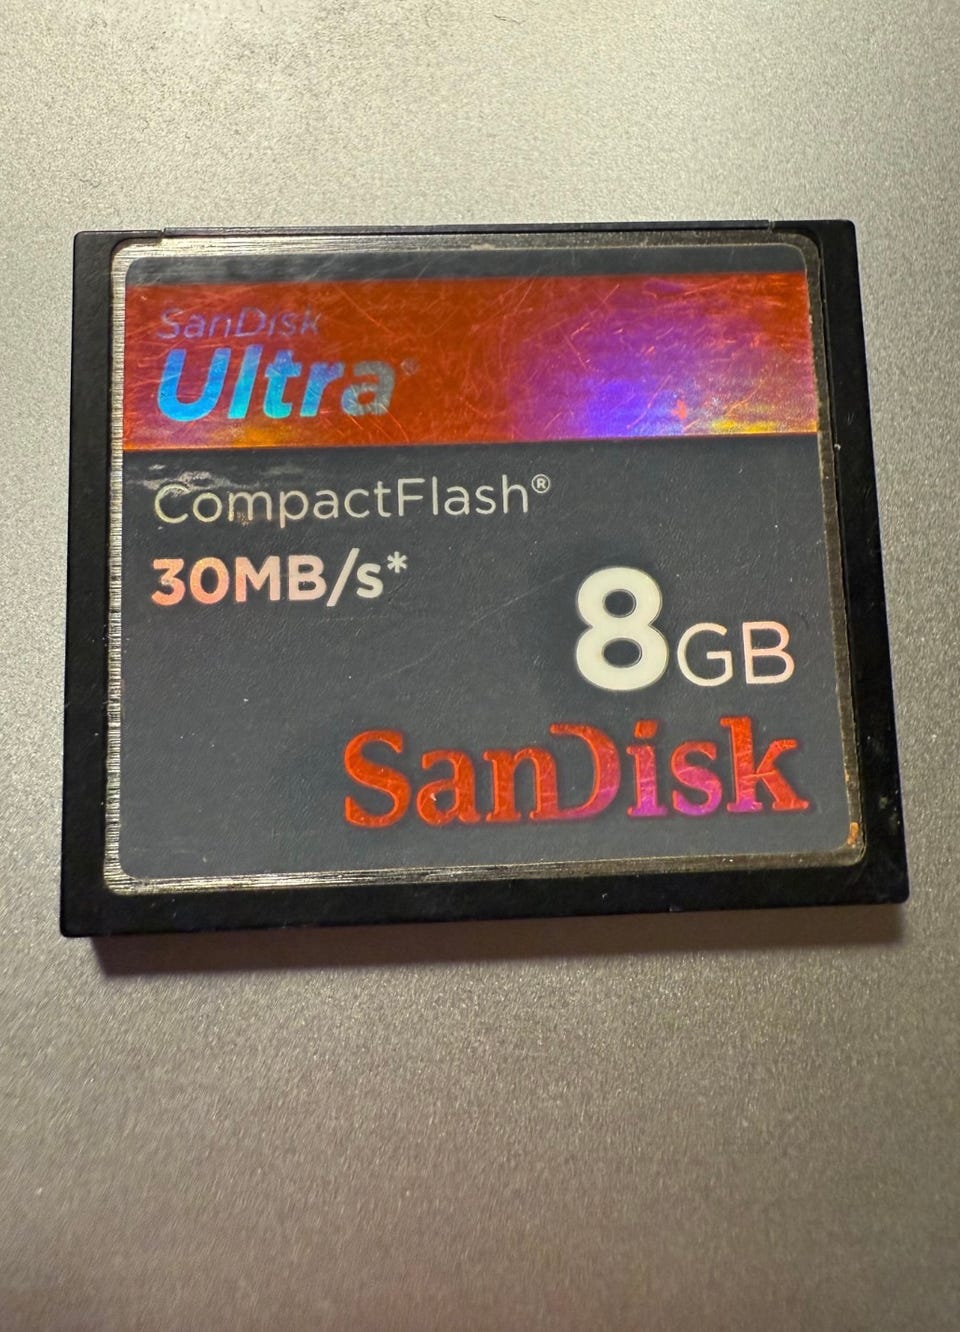 SanDisk
Ultra®
CompactFlash®
30MB/s*
8GB
SanDisk